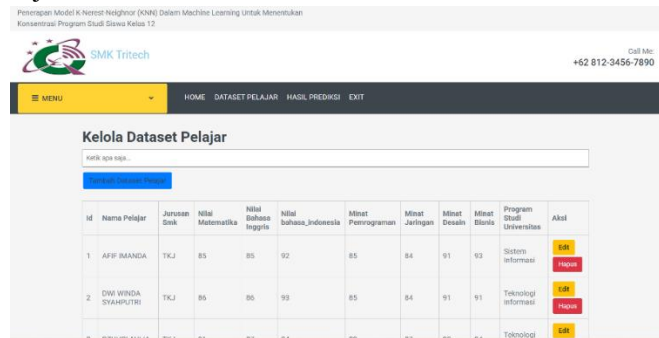 Penerapan Model K-Nerest-Neighnor (KNN) Dalam Machine Learning Untuk Menentukan
Konsentrasi Program Studi Siswa Kelas 12
SMK Tritech
Call Me:
+62 812-3456-7890
MENU
HOME DATASET PELAJAR HASIL PREDIKSI EXIT
Kelola Dataset Pelajar
Ketik apa saja...
Tambah Dataset Pelajar
Id Nama Pelajar Jurusan Smk Nilai Matematika Nilai Bahasa Inggris Nilai bahasa_indonesia Minat Pemrograman Minat Jaringan Minat Desain Minat Bisnis Program Studi Universitas Aksi
1 AFIF IMANDA TKJ 85 85 92 85 84 91 93 Sistem Informasi Edit Hapus
2 DWI WINDA SYAHPUTRI TKJ 86 86 93 85 84 91 91 Teknologi Informasi Edit Hapus
Teknologi Edit